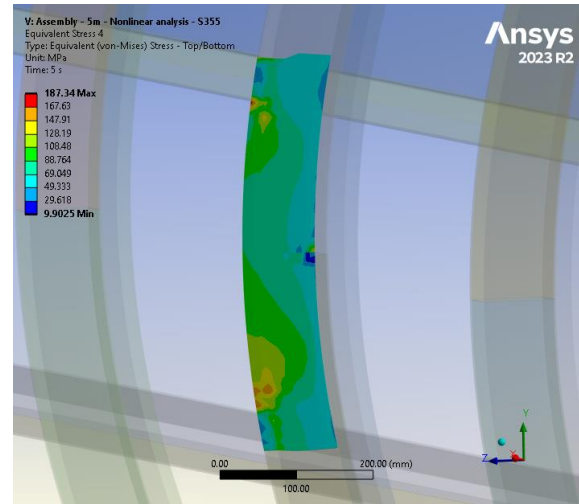 V: Assembly - 5m - Nonlinear analysis - S355
Equivalent Stress 4
Type: Equivalent (von-Mises) Stress - Top/Bottom
Unit: MPa
Time: 5 s
187.34 Max
167.63
147.91
128.19
108.48
88.764
69.049
49.333
29.618
9.9025 Min
Ansys
2023 R2
0.00
200.00 (mm)
100.00
Y
Z
X